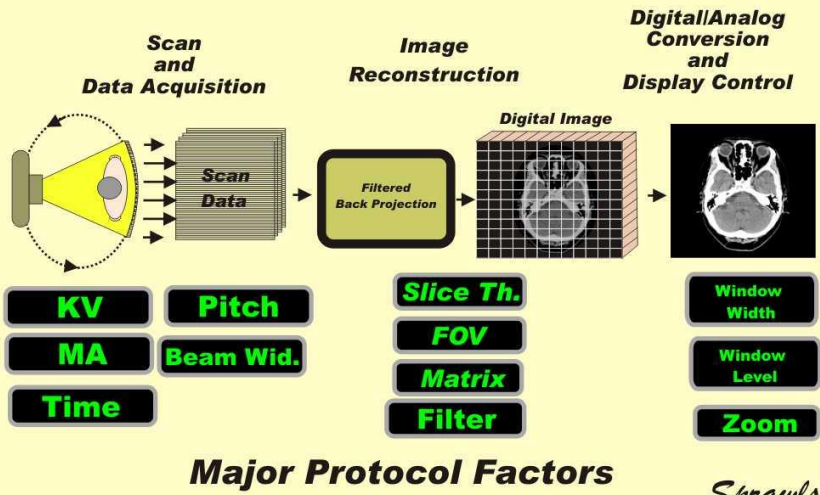 Scan
and
Data Acquisition
Image
Reconstruction
Digital/Analog
Conversion
and
Display Control
Scan
Data
Filtered
Back Projection
Digital Image
KV
MA
Time
Pitch
Beam Wid.
Slice Th.
FOV
Matrix
Filter
Window
Width
Window
Level
Zoom
Major Protocol Factors
Sprawls